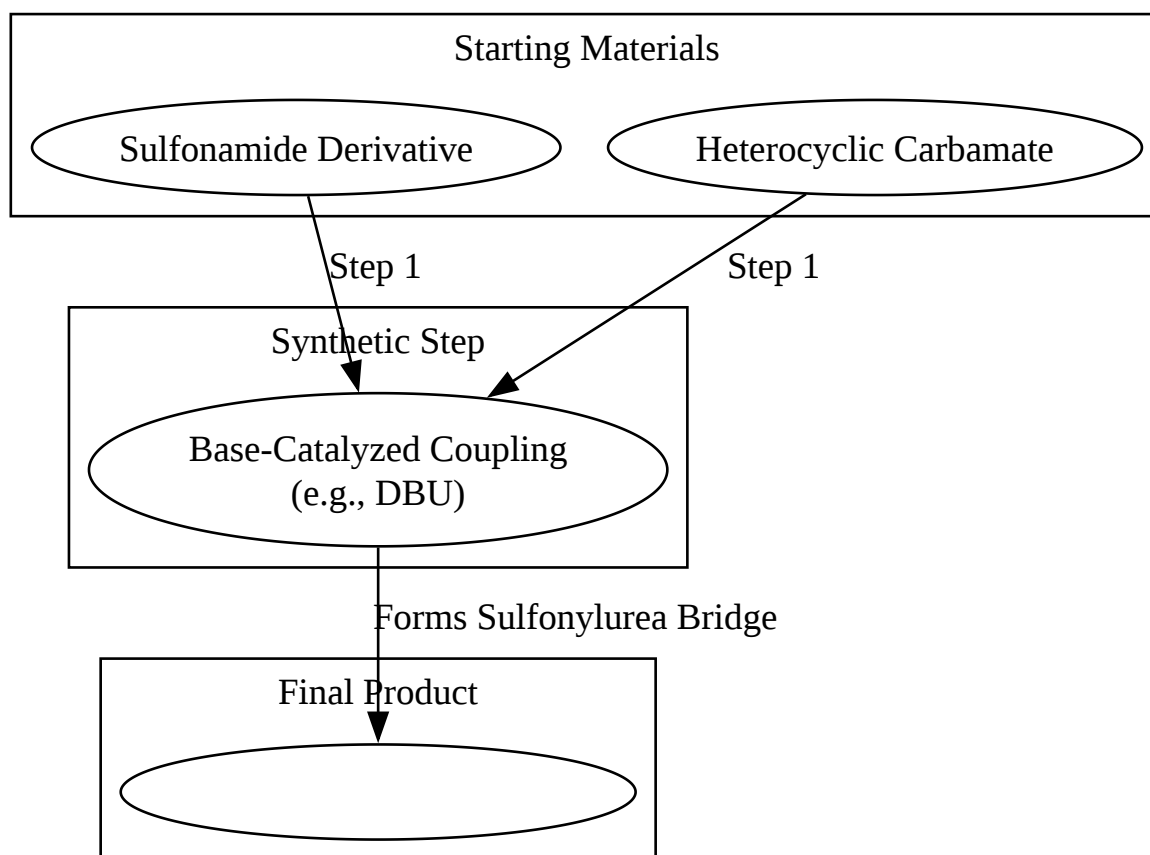 Starting Materials
Sulfonamide Derivative
Heterocyclic Carbamate
Step 1
Step 1
Synthetic Step
Base-Catalyzed Coupling
(e.g., DBU)
Forms Sulfonylurea Bridge
Final Product